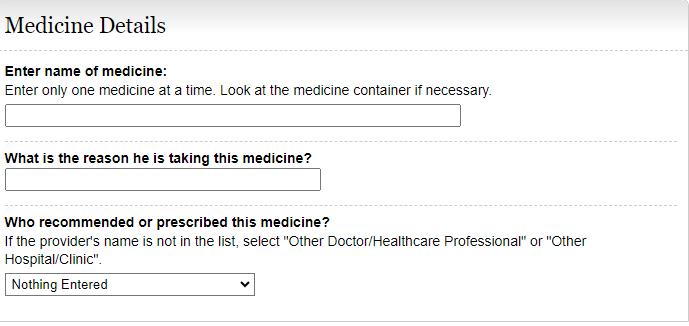 Medicine Details
Enter name of medicine:
Enter only one medicine at a time. Look at the medicine container if necessary.
What is the reason he is taking this medicine?
Who recommended or prescribed this medicine?
If the provider's name is not in the list, select "Other Doctor/Healthcare Professional" or "Other
Hospital/Clinic".
Nothing Entered